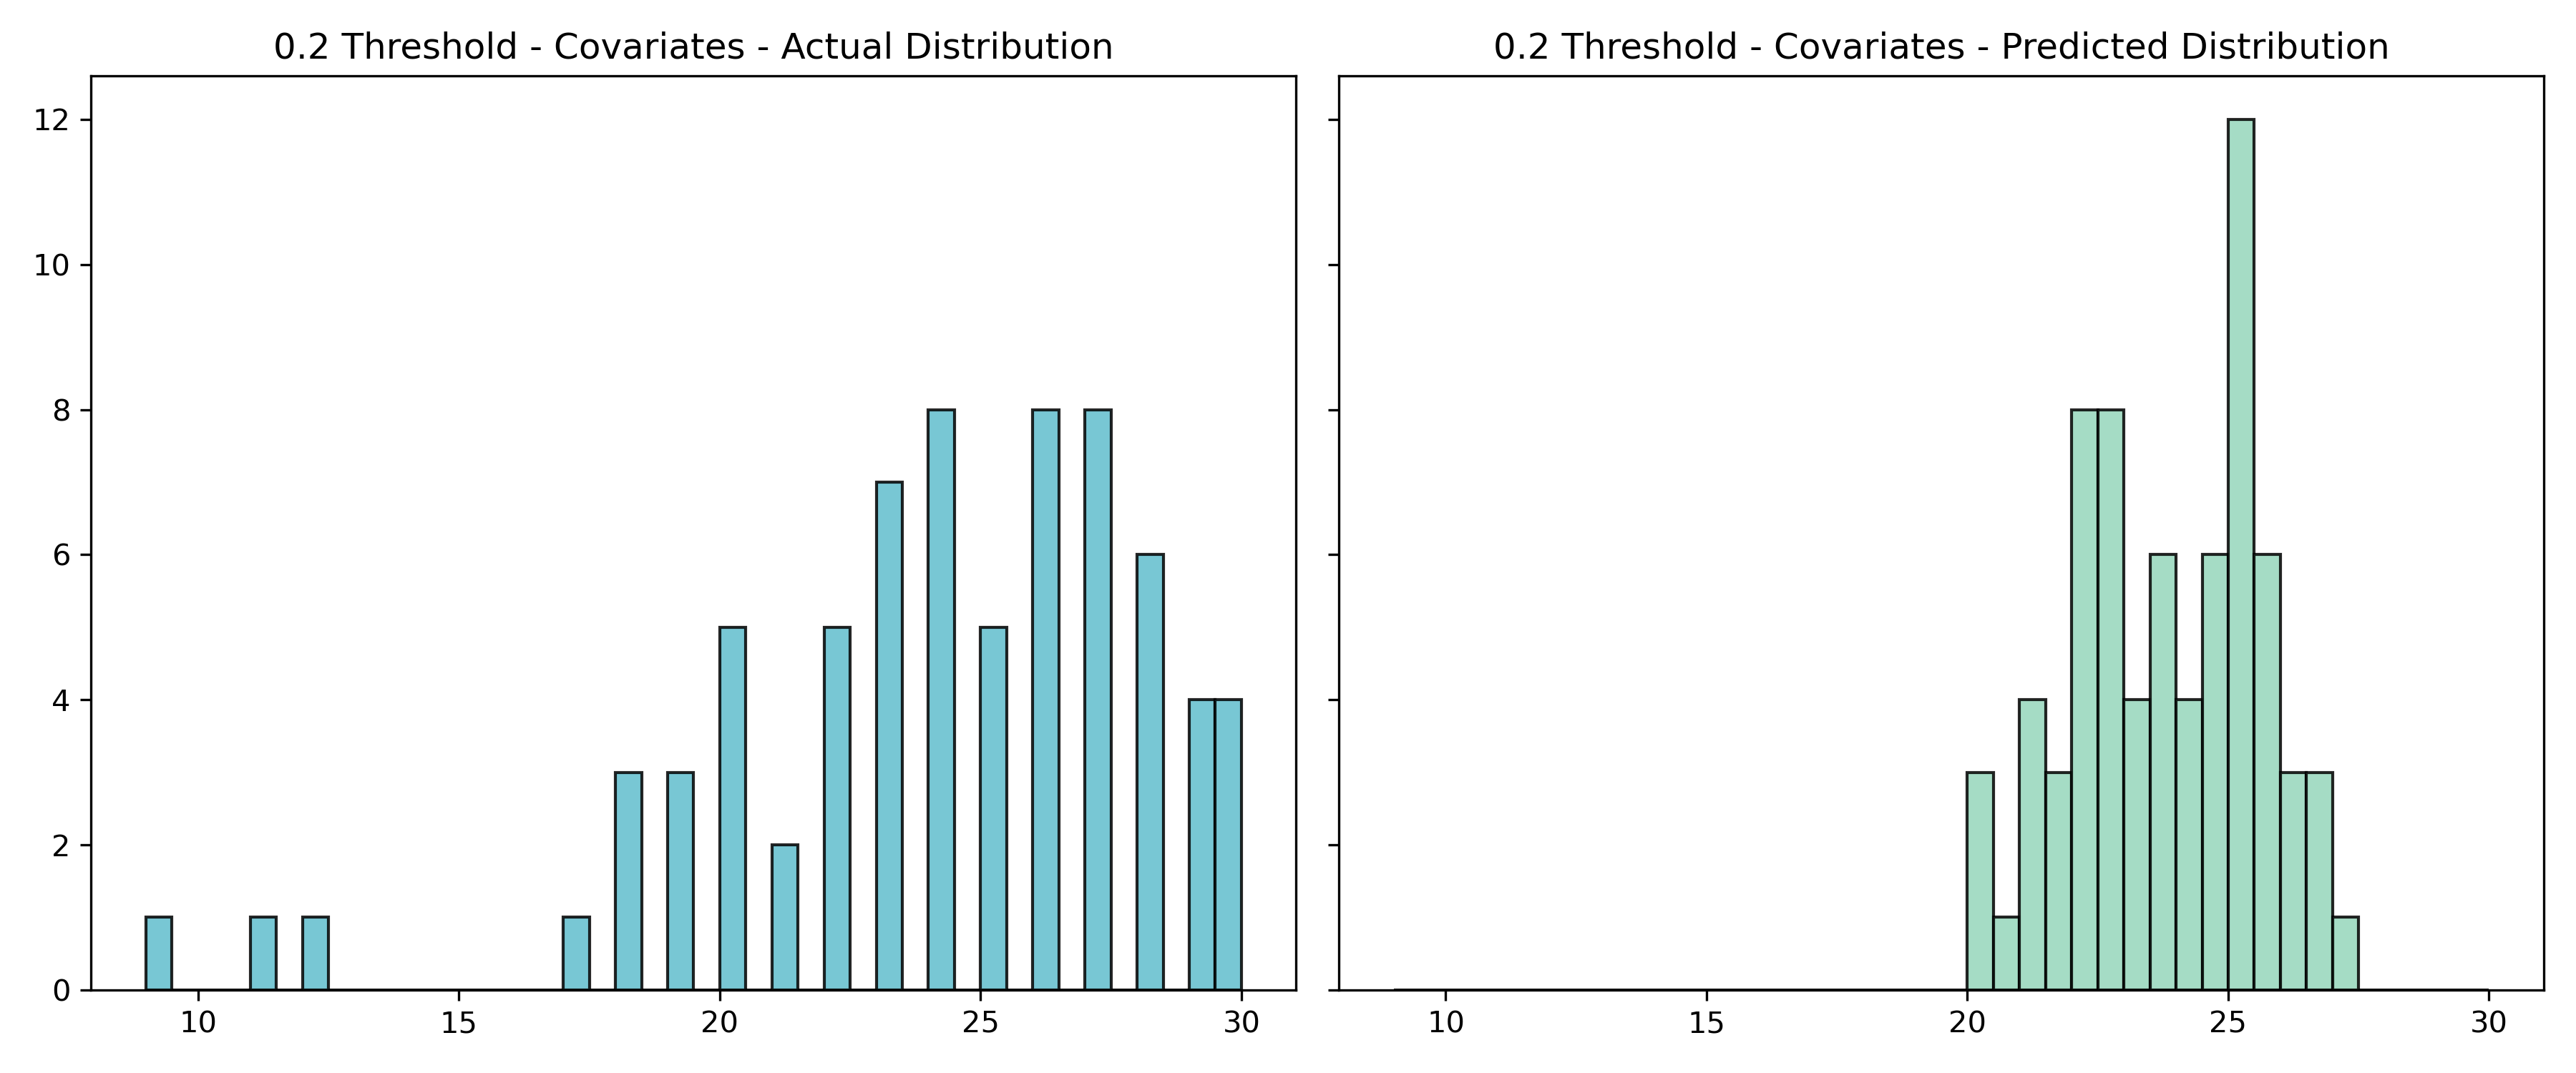 0.2 Threshold - Covariates - Actual Distribution
12
10
8
6
4
2
0
10 15 20 25 30
0.2 Threshold - Covariates - Predicted Distribution
10 15 20 25 30